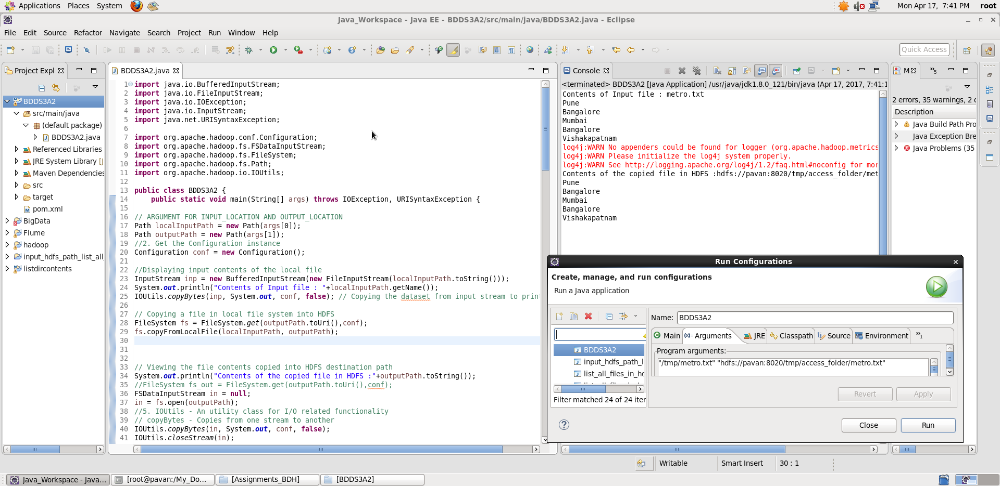 Applications Places System Mon Apr 17, 7:41 PM root
Java_Workspace - Java EE - BDDS3A2/src/main/java/BDDS3A2.java - Eclipse
File Edit Source Refactor Navigate Search Project Run Window Help
Quick Access
Project Expl
BDDS3A2
src/main/java
(default package)
BDDS3A2.java
Referenced Libraries
JRE System Library [J
Maven Dependencies
src
target
pom.xml
BigData
Flume
hadoop
input_hdfs_path_list_all_
listdircontents
BDDS3A2.java
1 import java.io.BufferedInputStream;
2 import java.io.FileInputStream;
3 import java.io.IOException;
4 import java.io.InputStream;
5 import java.net.URISyntaxException;
6
7 import org.apache.hadoop.conf.Configuration;
8 import org.apache.hadoop.fs.FSDataInputStream;
9 import org.apache.hadoop.fs.FileSystem;
10 import org.apache.hadoop.fs.Path;
11 import org.apache.hadoop.io.IOUtils;
12
13 public class BDDS3A2 {
14 public static void main(String[] args) throws IOException, URISyntaxException {
15
16 // ARGUMENT FOR INPUT_LOCATION AND OUTPUT_LOCATION
17 Path localInputPath = new Path(args[0]);
18 Path outputPath = new Path(args[1]);
19 //2. Get the Configuration instance
20 Configuration conf = new Configuration();
21
22 //Displaying input contents of the local file
23 InputStream inp = new BufferedInputStream(new FileInputStream(localInputPath.toString()));
24 System.out.println("Contents of Input file : "+localInputPath.getName());
25 IOUtils.copyBytes(inp, System.out, conf, false); // Copying the dataset from input stream to prin
26
27 // Copying a file in local file system into HDFS
28 FileSystem fs = FileSystem.get(outputPath.toUri(),conf);
29 fs.copyFromLocalFile(localInputPath, outputPath);
30
31
32
33 // Viewing the file contents copied into HDFS destination path
34 System.out.println("Contents of the copied file in HDFS :"+outputPath.toString());
35 //FileSystem fs_out = FileSystem.get(outputPath.toUri(),conf);
36 FSDataInputStream in = null;
37 in = fs.open(outputPath);
38 //5. IOUtils - An utility class for I/O related functionality
39 // copyBytes - Copies from one stream to another
40 IOUtils.copyBytes(in, System.out, conf, false);
41 IOUtils.closeStream(in);
Console
<terminated> BDDS3A2 [Java Application] /usr/java/jdk1.8.0_121/bin/java (Apr 17, 2017, 7:41:1
Contents of Input file : metro.txt
Pune
Bangalore
Mumbai
Bangalore
Vishakapatnam
log4j:WARN No appenders could be found for logger (org.apache.hadoop.metrics
log4j:WARN Please initialize the log4j system properly.
log4j:WARN See http://logging.apache.org/log4j/1.2/faq.html#noconfig for mor
Contents of the copied file in HDFS :hdfs://pavan:8020/tmp/access_folder/met
Pune
Bangalore
Mumbai
Bangalore
Vishakapatnam
M »5
2 errors, 35 warnings, 2 o
Description
Java Build Path Pro
Java Exception Bre
Java Problems (35
Run Configurations
Create, manage, and run configurations
Run a Java application
BDDS3A2
input_hdfs_path_l
list_all_files_in_hd
Filter matched 24 of 24 iter
Name: BDDS3A2
Main (x)= Arguments JRE Classpath Source Environment »1
Program arguments:
"/tmp/metro.txt" "hdfs://pavan:8020/tmp/access_folder/metro.txt"
Revert Apply
Close Run
Writable Smart Insert 30 : 1
Java_Workspace - Java... [root@pavan:/My_Do... [Assignments_BDH] [BDDS3A2]